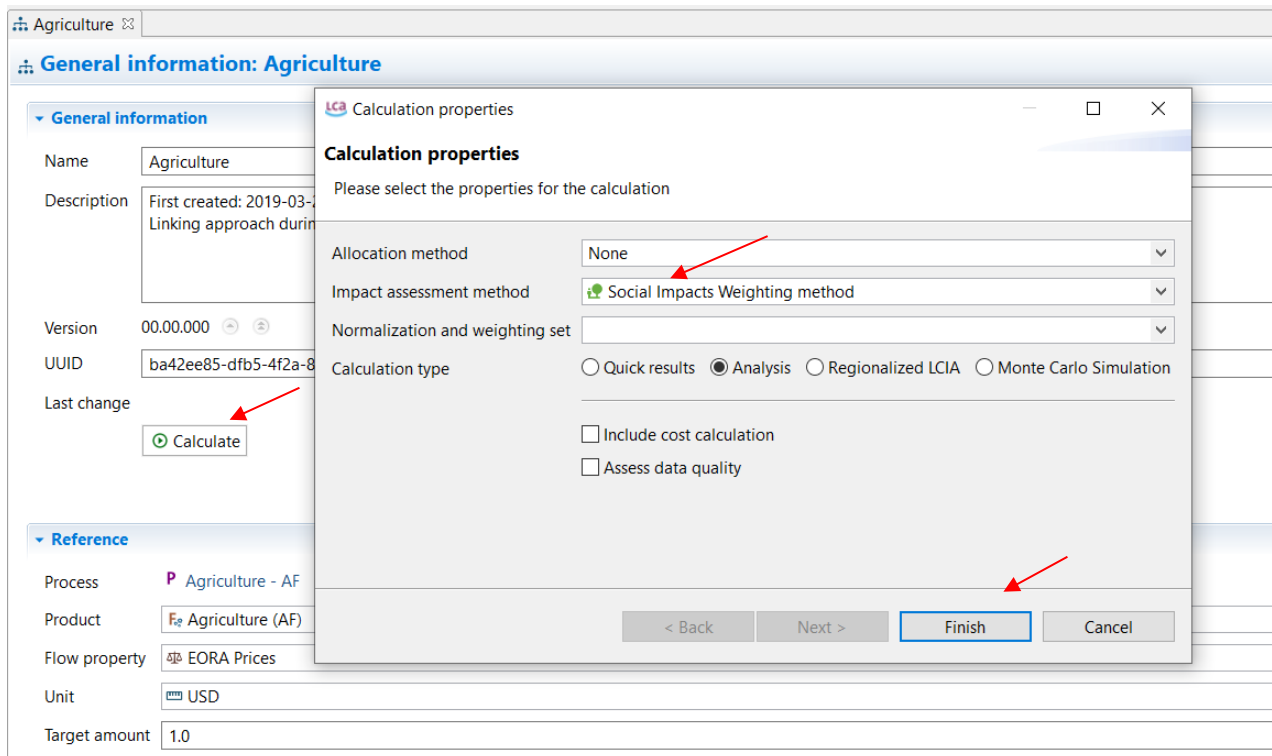 Agriculture
General information: Agriculture
General information
Name Agriculture
Description First created: 2019-03-2
Linking approach durin
Version 00.00.000
UUID ba42ee85-dfb5-4f2a-8
Last change
Calculate
LCA Calculation properties
Calculation properties
Please select the properties for the calculation
Allocation method None
Impact assessment method Social Impacts Weighting method
Normalization and weighting set
Calculation type Quick results Analysis Regionalized LCIA Monte Carlo Simulation
Include cost calculation
Assess data quality
< Back Next > Finish Cancel
Reference
Process P Agriculture - AF
Product Fe Agriculture (AF)
Flow property EORA Prices
Unit USD
Target amount 1.0